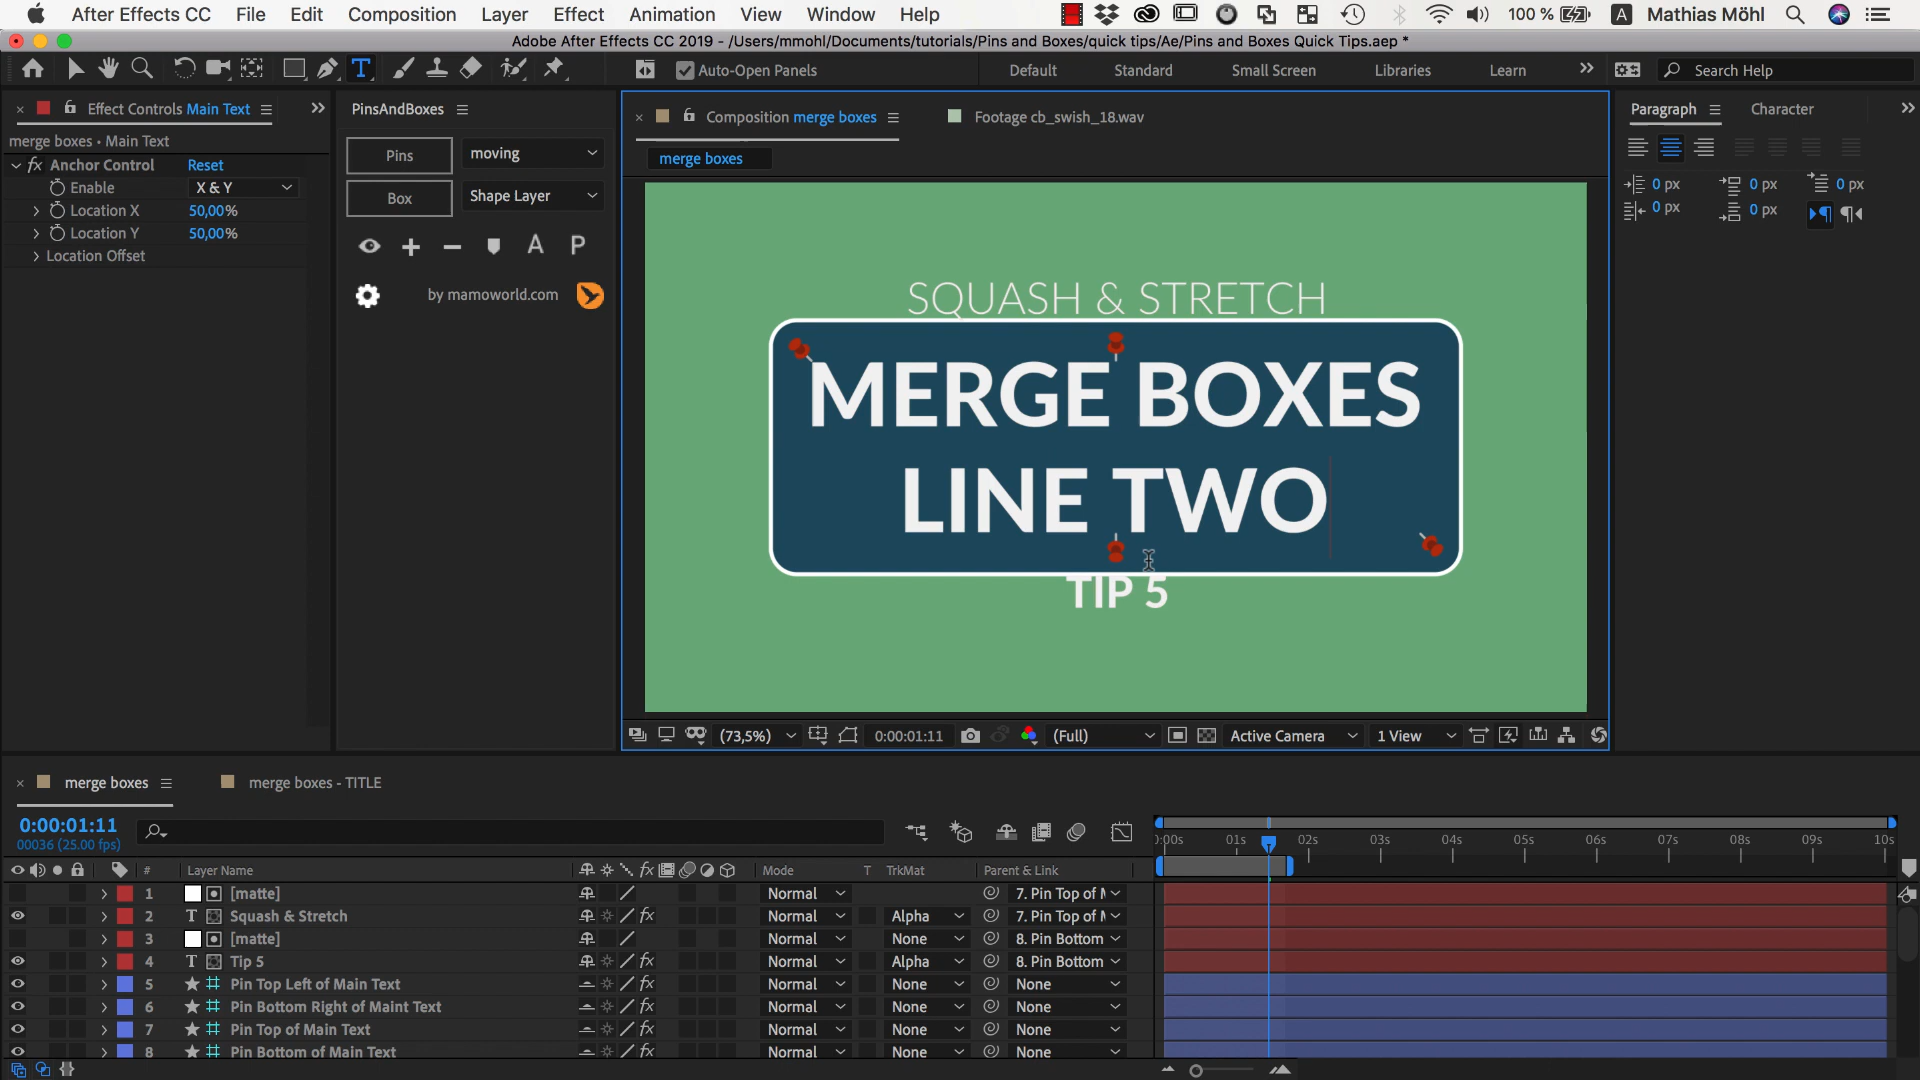 After Effects CC File Edit Composition Layer Effect Animation View Window Help 100 % A Mathias Möhl
Adobe After Effects CC 2019 - /Users/mmohl/Documents/tutorials/Pins and Boxes/quick tips/Ae/Pins and Boxes Quick Tips.aep *
Auto-Open Panels Default Standard Small Screen Libraries Learn Search Help
Effect Controls Main Text
merge boxes • Main Text
fx Anchor Control Reset
Enable X & Y
Location X 50,00%
Location Y 50,00%
Location Offset
PinsAndBoxes
Pins moving
Box Shape Layer
A P
by mamoworld.com
Composition merge boxes Footage cb_swish_18.wav
merge boxes
SQUASH & STRETCH
MERGE BOXES
LINE TWO
TIP 5
(73,5%) 0:00:01:11 (Full) Active Camera 1 View
Paragraph Character
0 px 0 px 0 px
0 px 0 px
merge boxes merge boxes - TITLE
0:00:01:11
00036 (25.00 fps)
:00s 01s 02s 03s 04s 05s 06s 07s 08s 09s 10s
# Layer Name fx Mode T TrkMat Parent & Link
1 [matte] Normal 7. Pin Top of
2 T Squash & Stretch fx Normal Alpha 7. Pin Top of
3 [matte] Normal None 8. Pin Bottom
4 T Tip 5 fx Normal Alpha 8. Pin Bottom
5 Pin Top Left of Main Text fx Normal None None
6 Pin Bottom Right of Maint Text fx Normal None None
7 Pin Top of Main Text fx Normal None None
8 Pin Bottom of Main Text fx Normal None None